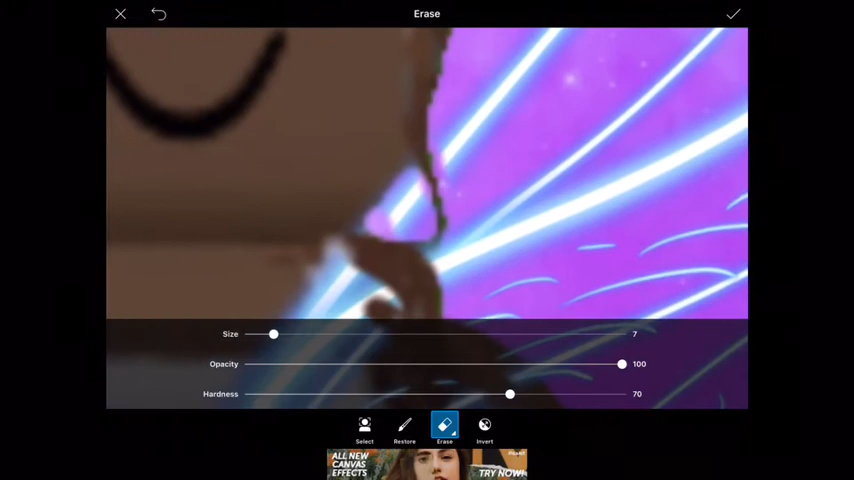 Erase
Size 7
Opacity 100
Hardness 70
Select Restore Erase Invert
ALL NEW
CANVAS
EFFECTS
TRY NOW!